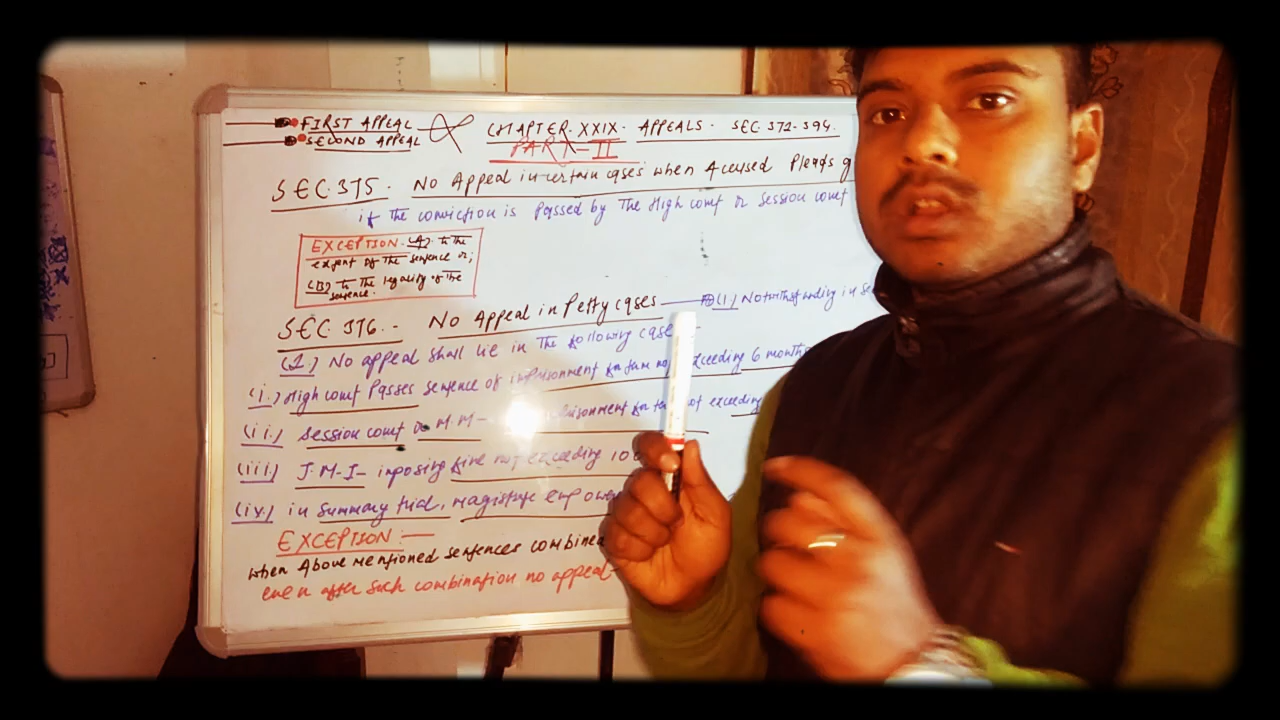 FIRST APPEAL
SECOND APPEAL
CHAPTER-XXIX- APPEALS- SEC.372-394.
PART-II
SEC.375- No Appeal in certain cases when Accused Pleads g
if the conviction is Passed by The High court or Session court
EXCEPTION-(A) to the
extent of the sentence or;
(B) to the legality of the
sentence.
SEC.376.- No Appeal in Petty cases (1) Notwithstanding in Se
(1.) No appeal shall lie in The following case
(i.) High court Passes sentence of imprisonment for term no exceeding 6 months
(ii.) Session court or M.M- for not exceeding
(iii) J.M-I- imposing fine not exceeding 10
(iv.) in Summary trial, magistrate empowe
EXCEPTION:-
when Above mentioned sentences combined
even after such combination no appeal